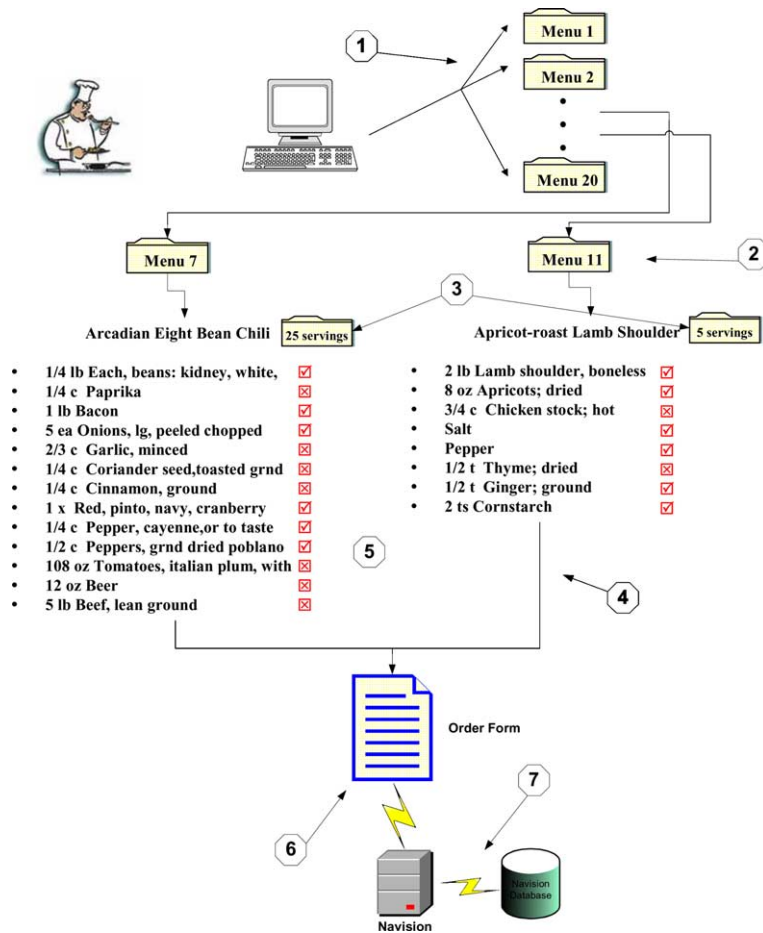 1
Menu 1
Menu 2
Menu 20
Menu 7
Menu 11
2
3
Arcadian Eight Bean Chili
25 servings
Apricot-roast Lamb Shoulder
5 servings
• 1/4 lb Each, beans: kidney, white,
• 1/4 c Paprika
• 1 lb Bacon
• 5 ea Onions, lg, peeled chopped
• 2/3 c Garlic, minced
• 1/4 c Coriander seed,toasted grnd
• 1/4 c Cinnamon, ground
• 1 x Red, pinto, navy, cranberry
• 1/4 c Pepper, cayenne,or to taste
• 1/2 c Peppers, grnd dried poblano
• 108 oz Tomatoes, italian plum, with
• 12 oz Beer
• 5 lb Beef, lean ground
• 2 lb Lamb shoulder, boneless
• 8 oz Apricots; dried
• 3/4 c Chicken stock; hot
• Salt
• Pepper
• 1/2 t Thyme; dried
• 1/2 t Ginger; ground
• 2 ts Cornstarch
5
4
Order Form
6
7
Navision
Navision
Database